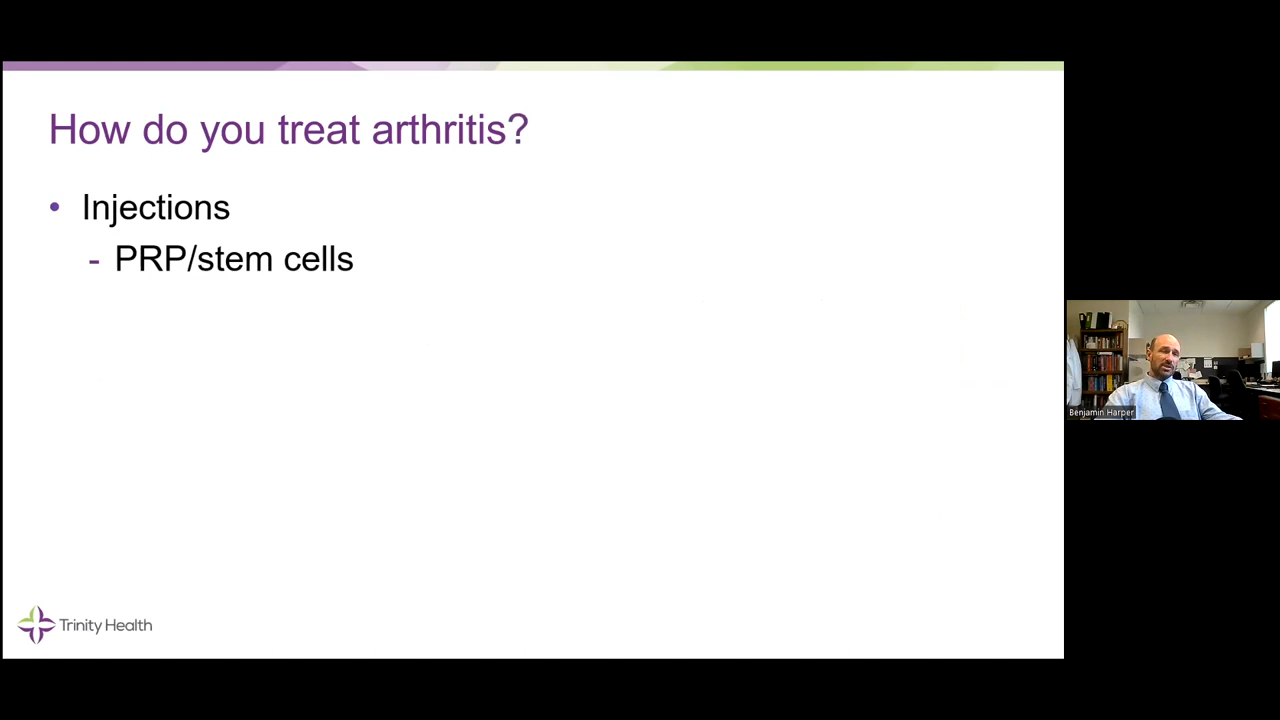 How do you treat arthritis?
• Injections
- PRP/stem cells
Benjamin Harper
Trinity Health